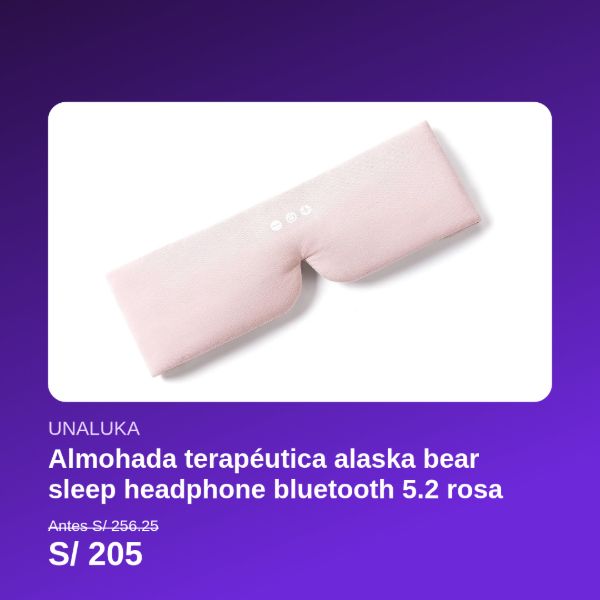 UNALUKA
Almohada terapéutica alaska bear
sleep headphone bluetooth 5.2 rosa
Antes S/ 256.25
S/ 205